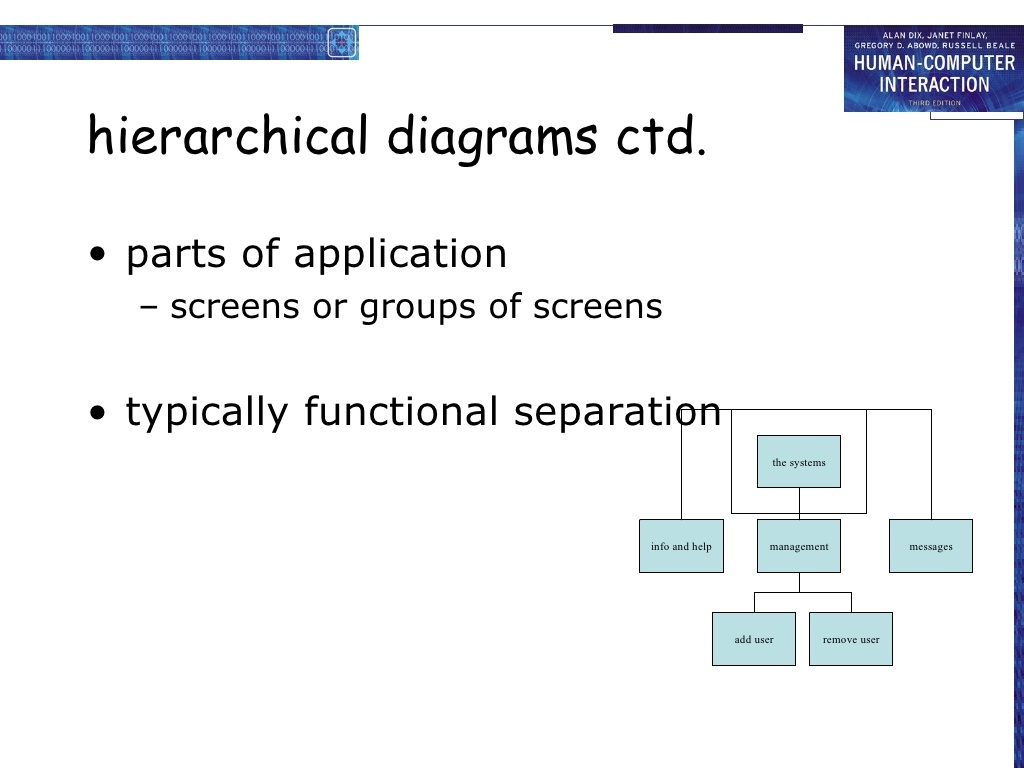 ALAN DIX, JANET FINLAY,
GREGORY D. ABOWD, RUSSELL BEALE
HUMAN-COMPUTER
INTERACTION
THIRD EDITION
hierarchical diagrams ctd.
• parts of application
– screens or groups of screens
• typically functional separation
the systems
info and help
management
messages
add user
remove user